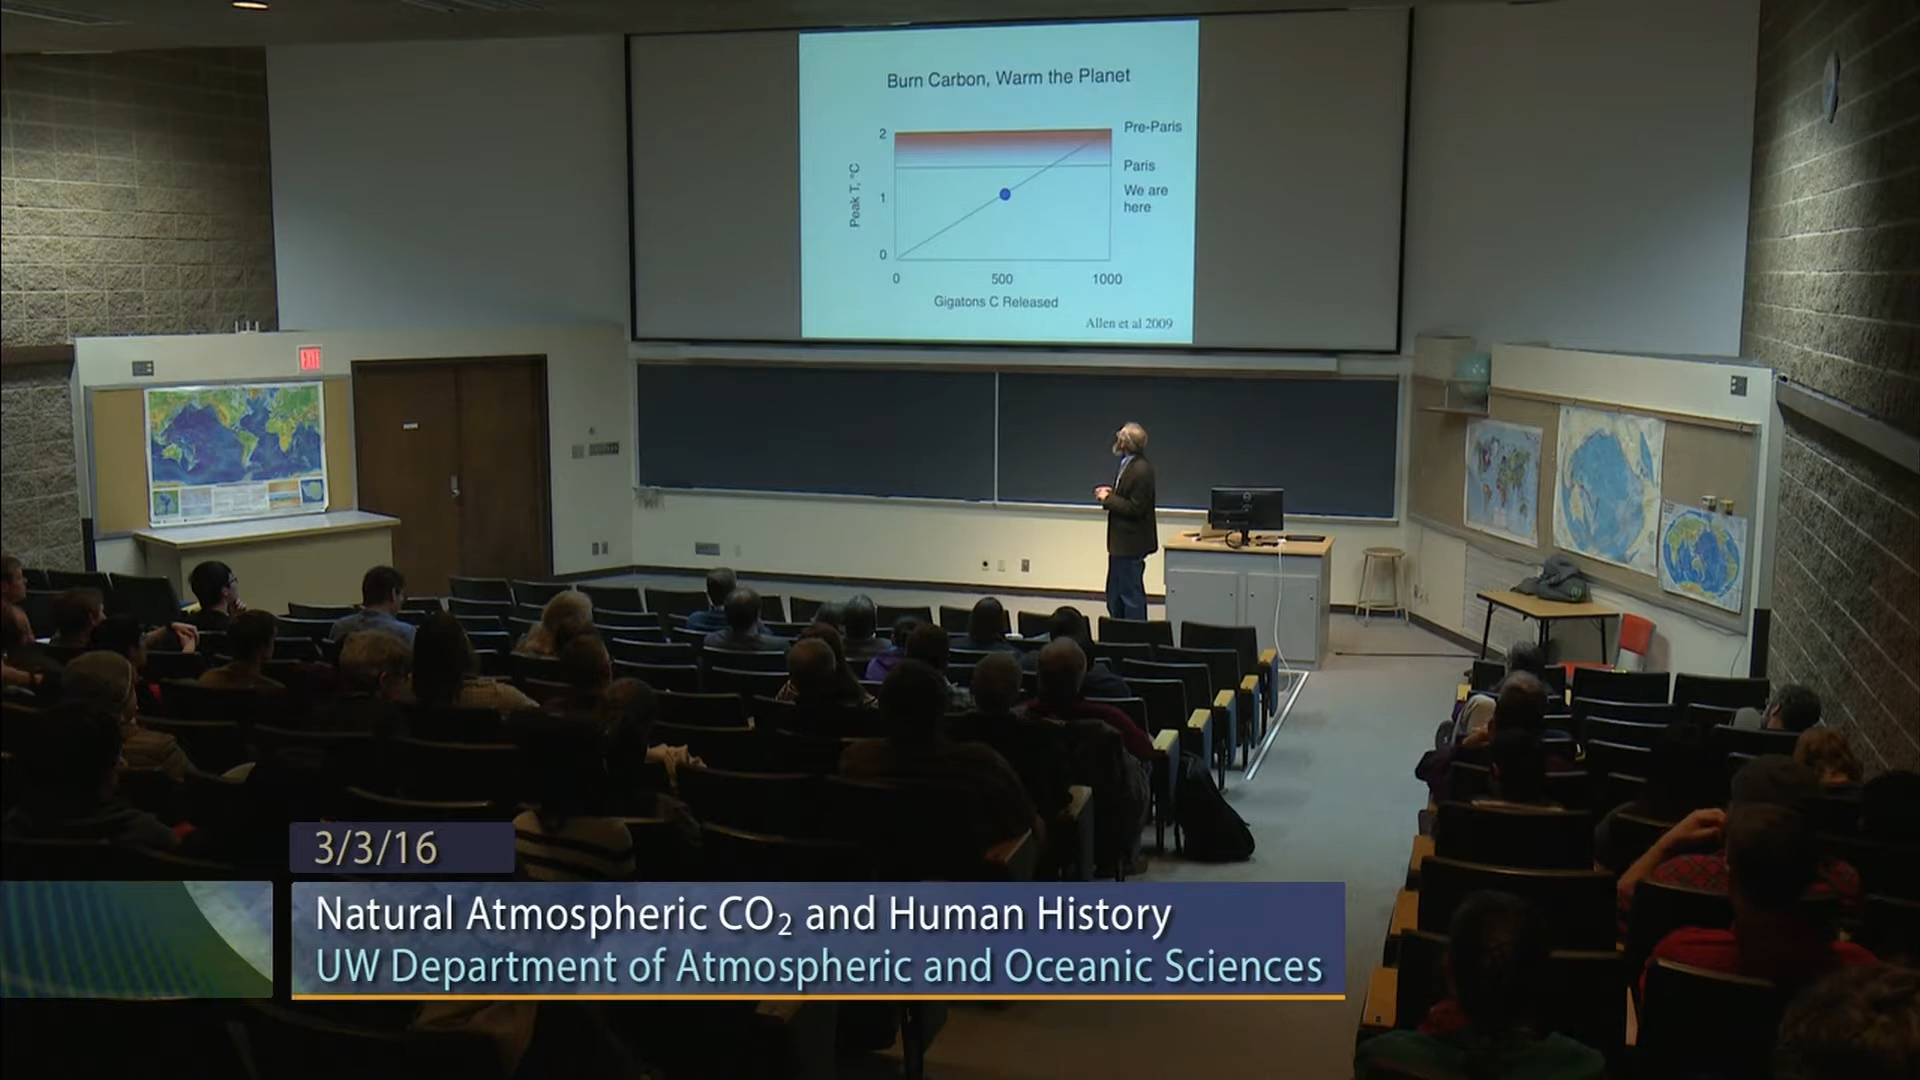 Burn Carbon, Warm the Planet
2
1
0
Peak T, °C
Pre-Paris
Paris
We are
here
0 500 1000
Gigatons C Released
Allen et al 2009
EXIT
3/3/16
Natural Atmospheric CO₂ and Human History
UW Department of Atmospheric and Oceanic Sciences